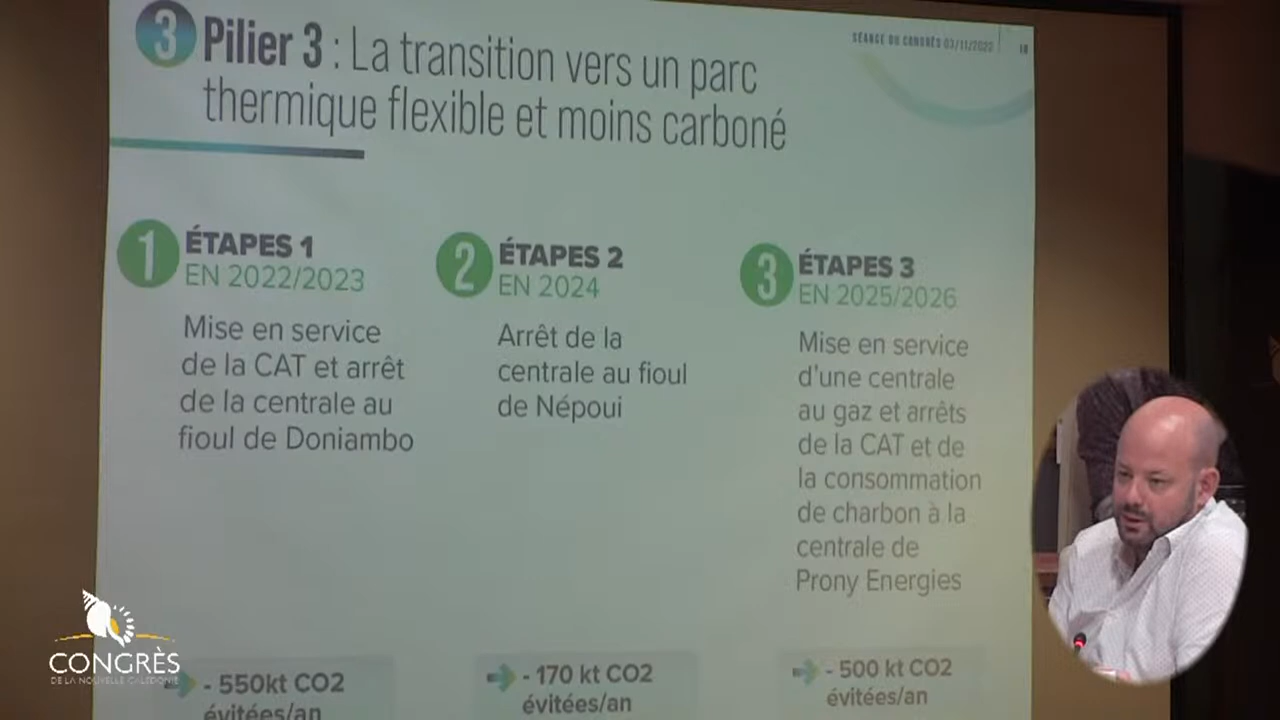 SÉANCE DU CONGRÈS 03/11/2020
3 Pilier 3 : La transition vers un parc
thermique flexible et moins carboné
1 ÉTAPES 1
EN 2022/2023
Mise en service
de la CAT et arrêt
de la centrale au
fioul de Doniambo
- 550kt CO2
évitées/an
2 ÉTAPES 2
EN 2024
Arrêt de la
centrale au fioul
de Népoui
- 170 kt CO2
évitées/an
3 ÉTAPES 3
EN 2025/2026
Mise en service
d'une centrale
au gaz et arrêts
de la CAT et de
la consommation
de charbon à la
centrale de
Prony Energies
- 500 kt CO2
évitées/an
CONGRÈS
DE LA NOUVELLE-CALÉDONIE